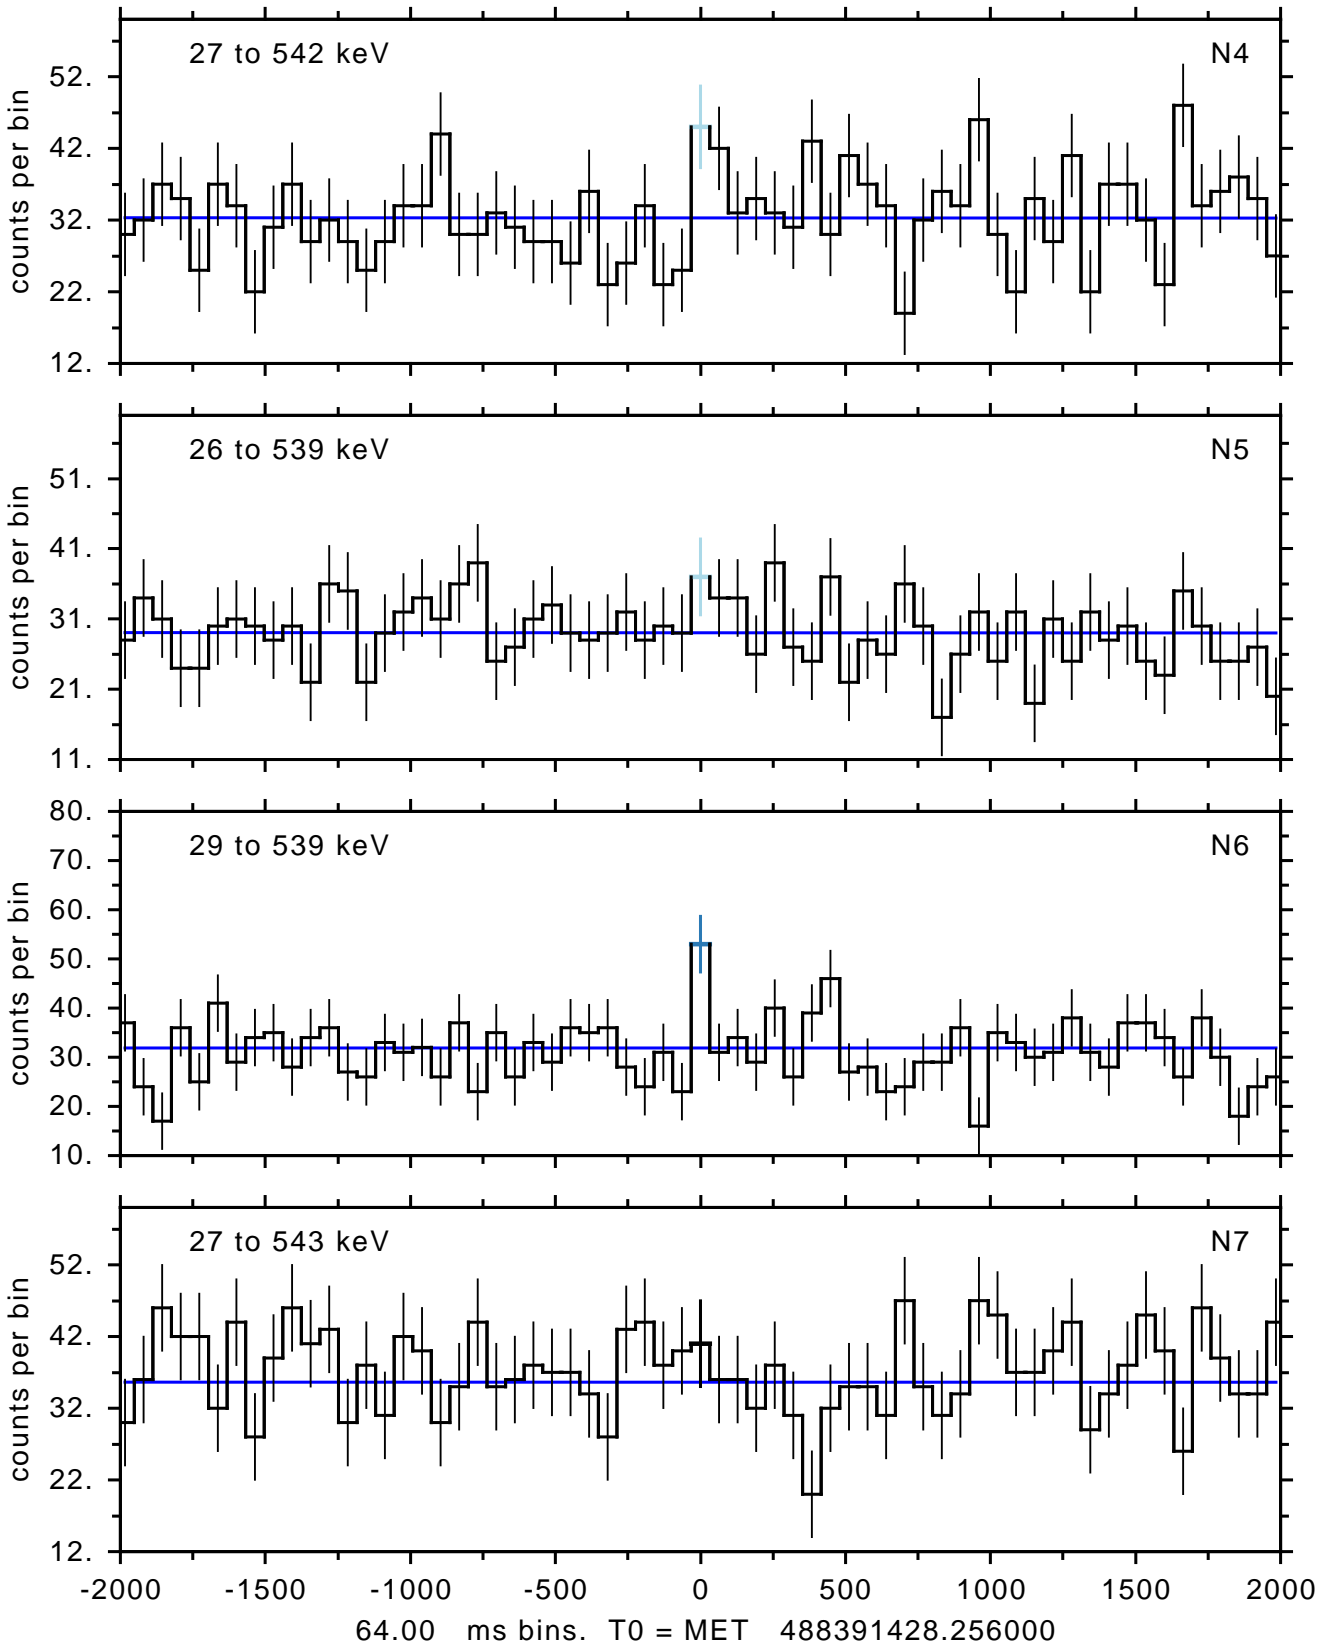 27 to 542 keV N4
52.
42.
32.
22.
12.
counts per bin
26 to 539 keV N5
51.
41.
31.
21.
11.
counts per bin
80.
29 to 539 keV N6
70.
60.
50.
40.
30.
20.
10.
counts per bin
27 to 543 keV N7
52.
42.
32.
22.
12.
counts per bin
-2000 -1500 -1000 -500 0 500 1000 1500 2000
64.00 ms bins. T0 = MET 488391428.256000